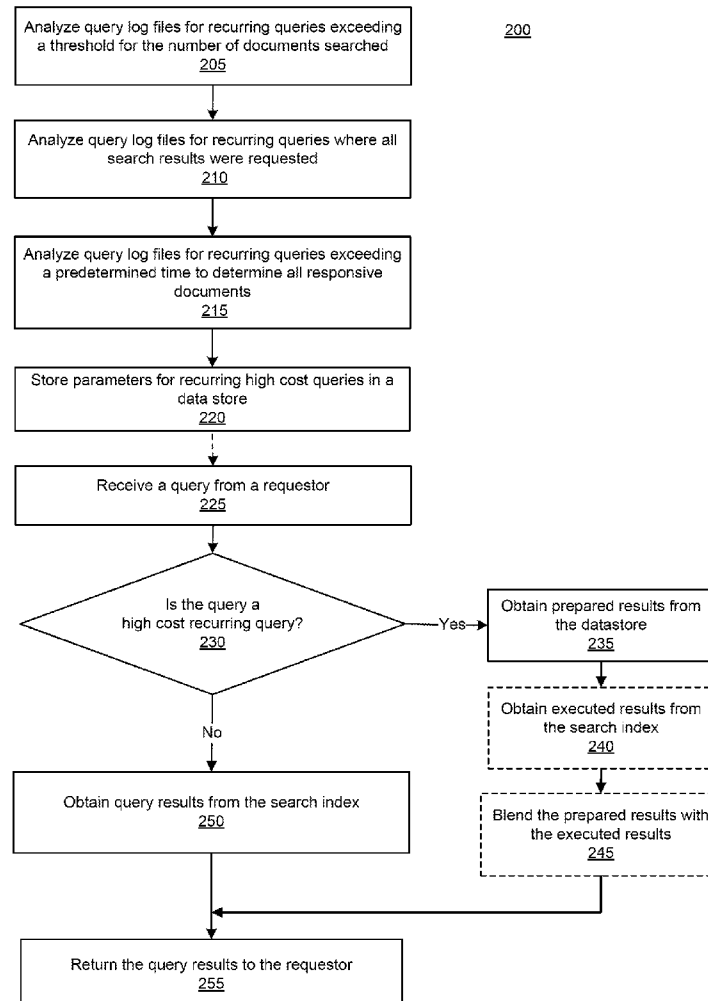 Analyze query log files for recurring queries exceeding
a threshold for the number of documents searched
205
200
Analyze query log files for recurring queries where all
search results were requested
210
Analyze query log files for recurring queries exceeding
a predetermined time to determine all responsive
documents
215
Store parameters for recurring high cost queries in a
data store
220
Receive a query from a requestor
225
Is the query a
high cost recurring query?
230
Yes
Obtain prepared results from
the datastore
235
Obtain executed results from
the search index
240
Blend the prepared results with
the executed results
245
No
Obtain query results from the search index
250
Return the query results to the requestor
255